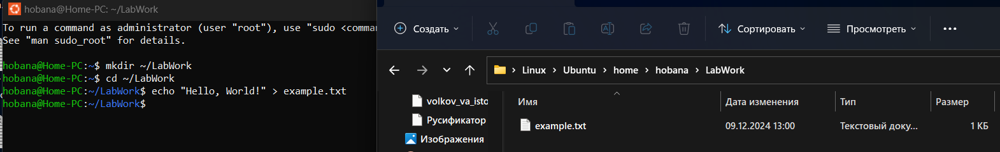 hobana@Home-PC: ~/LabWork
To run a command as administrator (user "root"), use "sudo <comman
See "man sudo_root" for details.
hobana@Home-PC:~$ mkdir ~/LabWork
hobana@Home-PC:~$ cd ~/LabWork
hobana@Home-PC:~/LabWork$ echo "Hello, World!" > example.txt
hobana@Home-PC:~/LabWork$
Создать
Сортировать
Просмотреть
Linux > Ubuntu > home > hobana > LabWork
volkov_va_isto
Русификатор
Изображения
Имя Дата изменения Тип Размер
example.txt 09.12.2024 13:00 Текстовый доку... 1 КБ